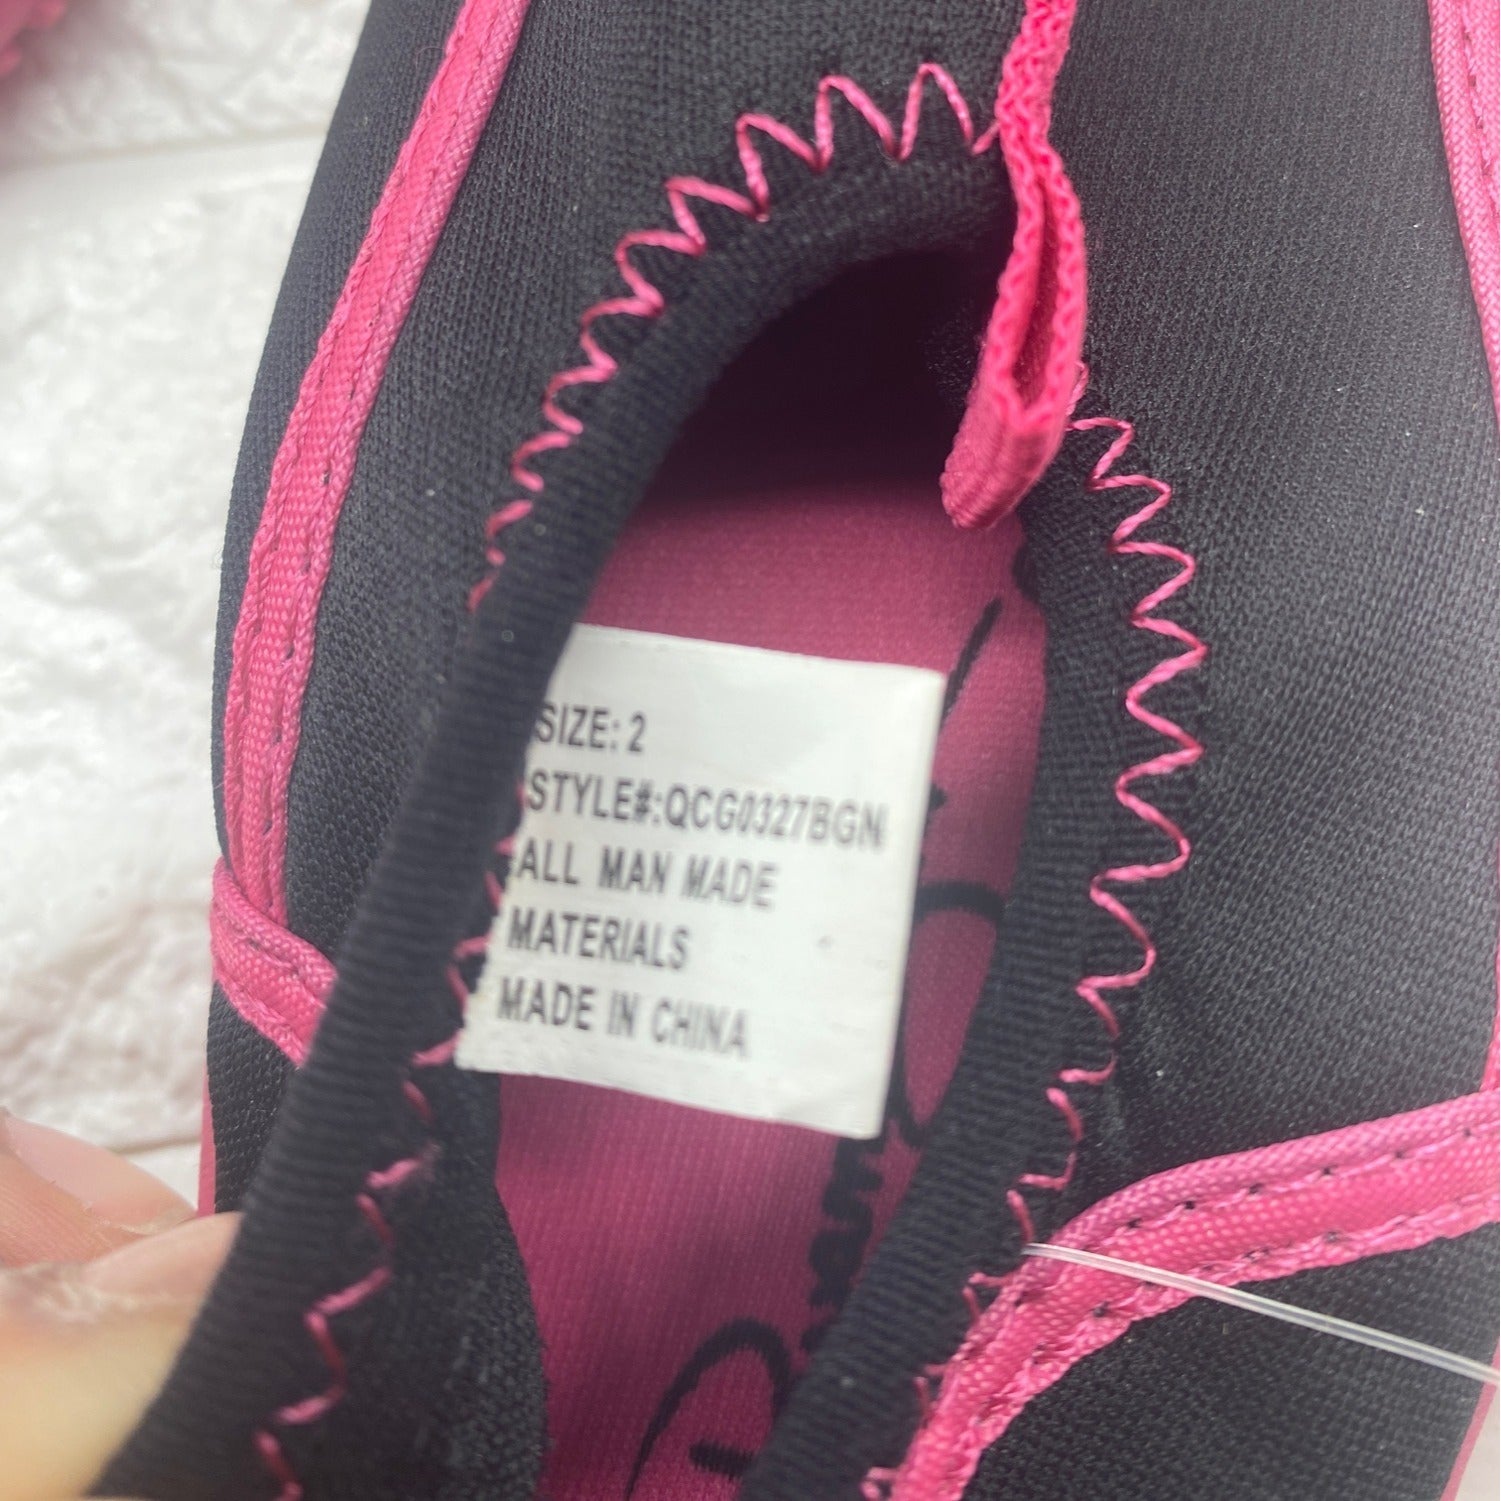 SIZE: 2
STYLE#:QCG0327BGN
ALL MAN MADE
MATERIALS
MADE IN CHINA